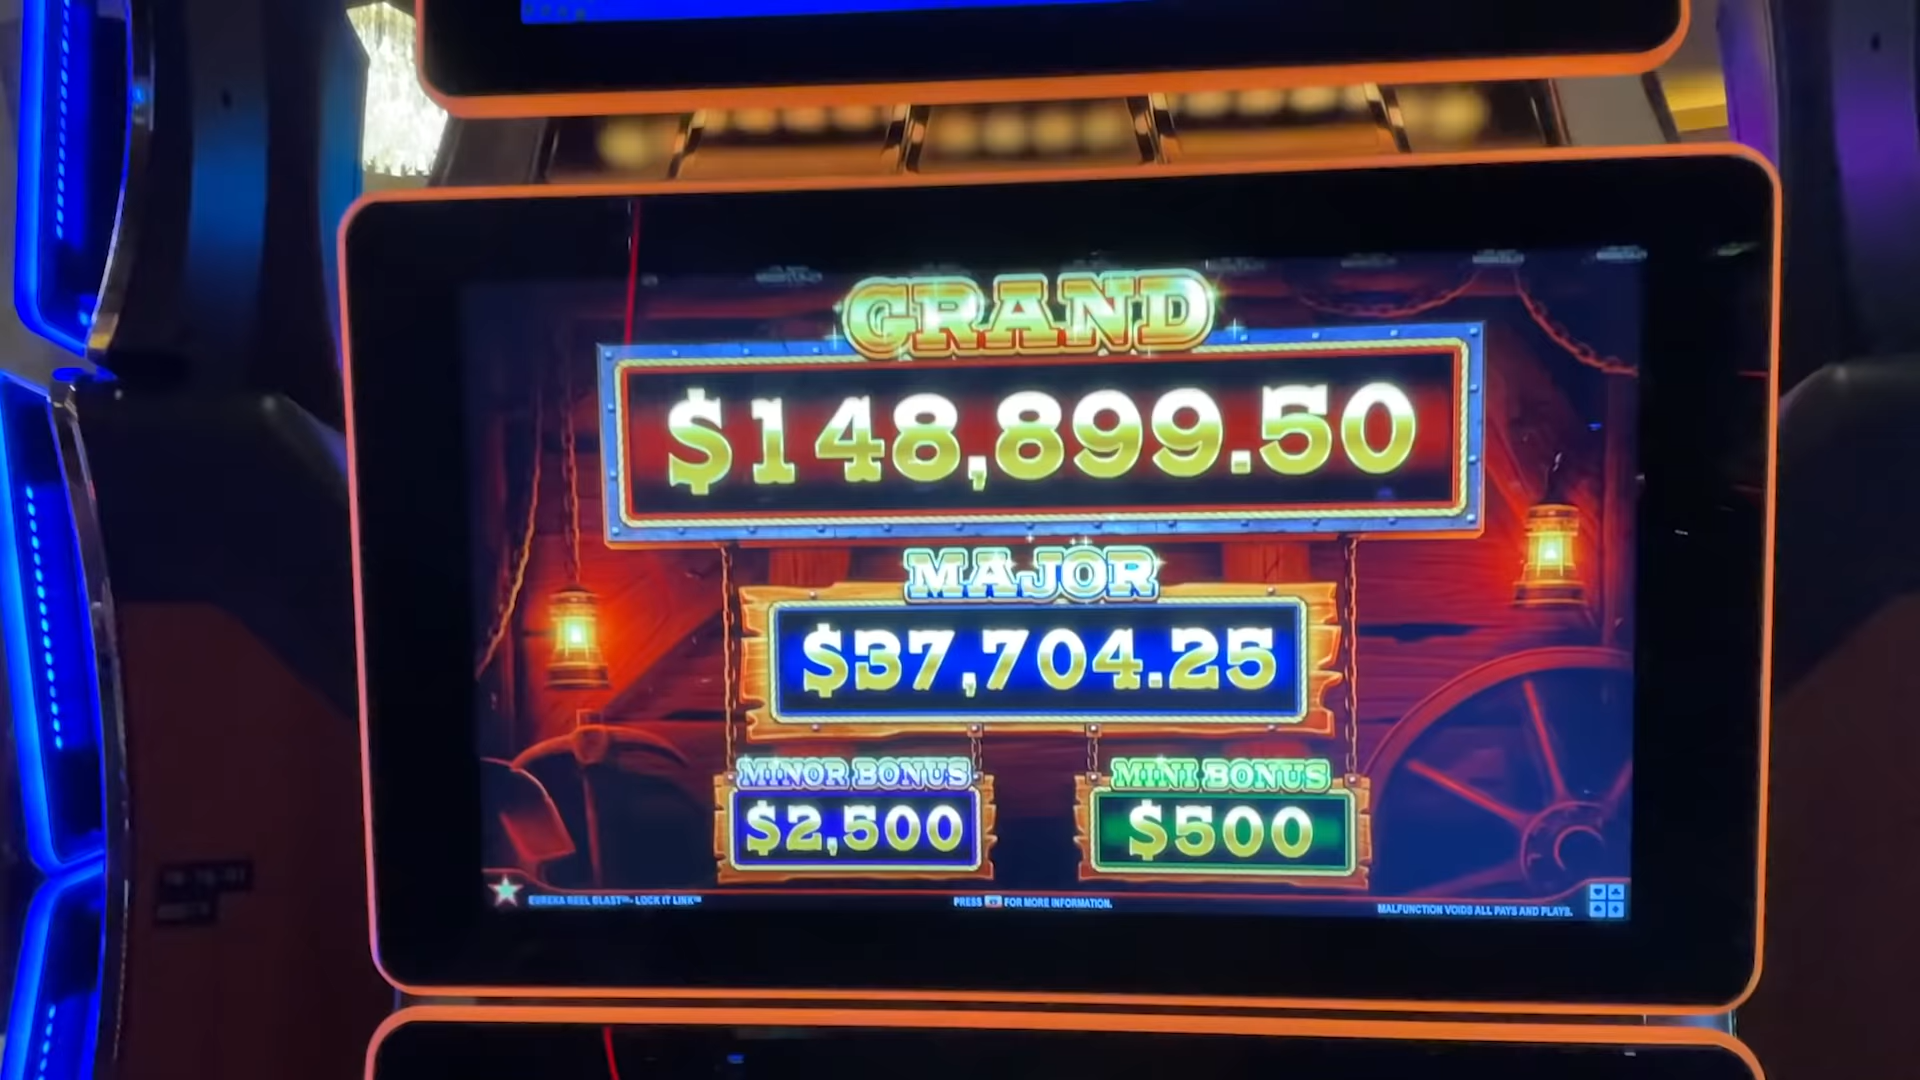 GRAND
$148,899.50
MAJOR
$37,704.25
MINOR BONUS
$2,500
MINI BONUS
$500
EUREKA REEL BLAST™ - LOCK IT LINK™
PRESS FOR MORE INFORMATION.
MALFUNCTION VOIDS ALL PAYS AND PLAYS.